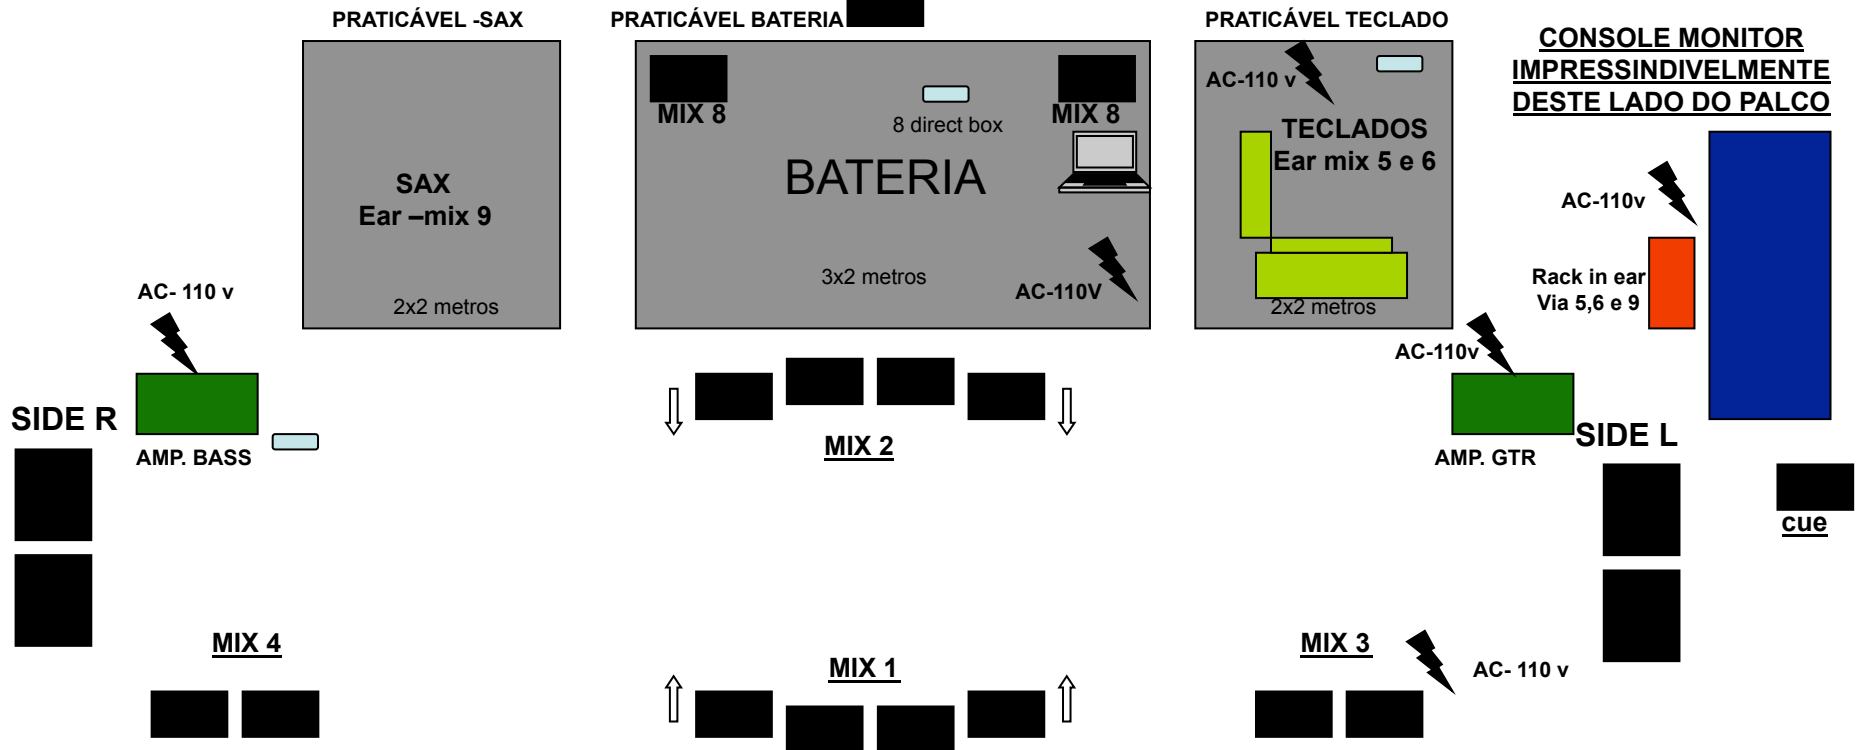 PRATICÁVEL -SAX
PRATICÁVEL BATERIA
PRATICÁVEL TECLADO
CONSOLE MONITOR
IMPRESSINDIVELMENTE
DESTE LADO DO PALCO
MIX 8
8 direct box
MIX 8
AC-110 v
TECLADOS
Ear mix 5 e 6
SAX
Ear –mix 9
BATERIA
AC-110v
2x2 metros
3x2 metros
AC-110V
2x2 metros
Rack in ear
Via 5,6 e 9
AC- 110 v
AC-110v
SIDE R
AMP. BASS
MIX 2
AMP. GTR
SIDE L
cue
MIX 4
MIX 1
MIX 3
AC- 110 v